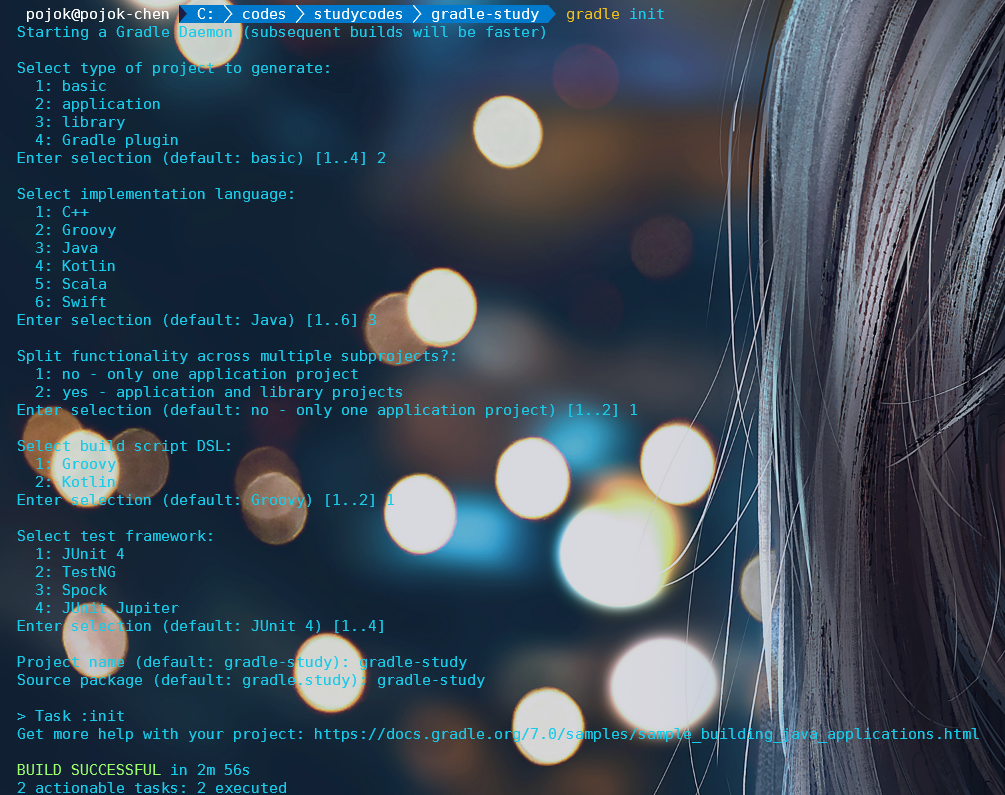 pojok@pojok-chen C: codes studycodes gradle-study gradle init
Starting a Gradle Daemon (subsequent builds will be faster)
Select type of project to generate:
1: basic
2: application
3: library
4: Gradle plugin
Enter selection (default: basic) [1..4] 2
Select implementation language:
1: C++
2: Groovy
3: Java
4: Kotlin
5: Scala
6: Swift
Enter selection (default: Java) [1..6] 3
Split functionality across multiple subprojects?:
1: no - only one application project
2: yes - application and library projects
Enter selection (default: no - only one application project) [1..2] 1
Select build script DSL:
1: Groovy
2: Kotlin
Enter selection (default: Groovy) [1..2] 1
Select test framework:
1: JUnit 4
2: TestNG
3: Spock
4: JUnit Jupiter
Enter selection (default: JUnit 4) [1..4]
Project name (default: gradle-study): gradle-study
Source package (default: gradle.study): gradle-study
> Task :init
Get more help with your project: https://docs.gradle.org/7.0/samples/sample_building_java_applications.html
BUILD SUCCESSFUL in 2m 56s
2 actionable tasks: 2 executed